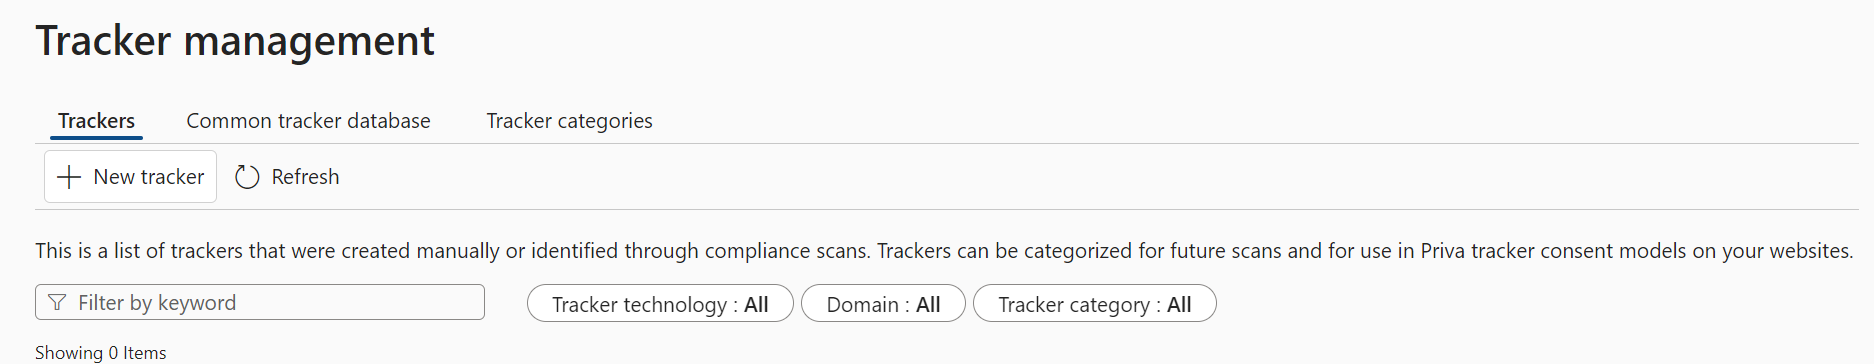 Tracker management
Trackers Common tracker database Tracker categories
New tracker Refresh
This is a list of trackers that were created manually or identified through compliance scans. Trackers can be categorized for future scans and for use in Priva tracker consent models on your websites.
Filter by keyword Tracker technology : All Domain : All Tracker category : All
Showing 0 Items